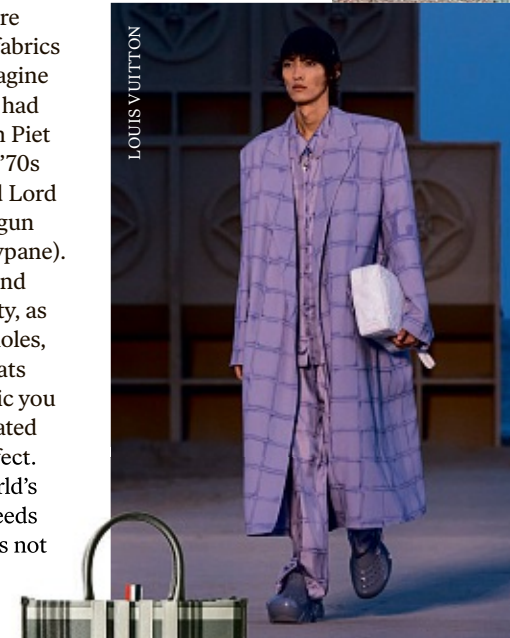 re
fabrics
agine
had
n Piet
’70s
l Lord
gun
ypane).
nd
ty, as
oles,
ats
ic you
ated
fect.
rld’s
eeds
s not
LOUIS VUITTON